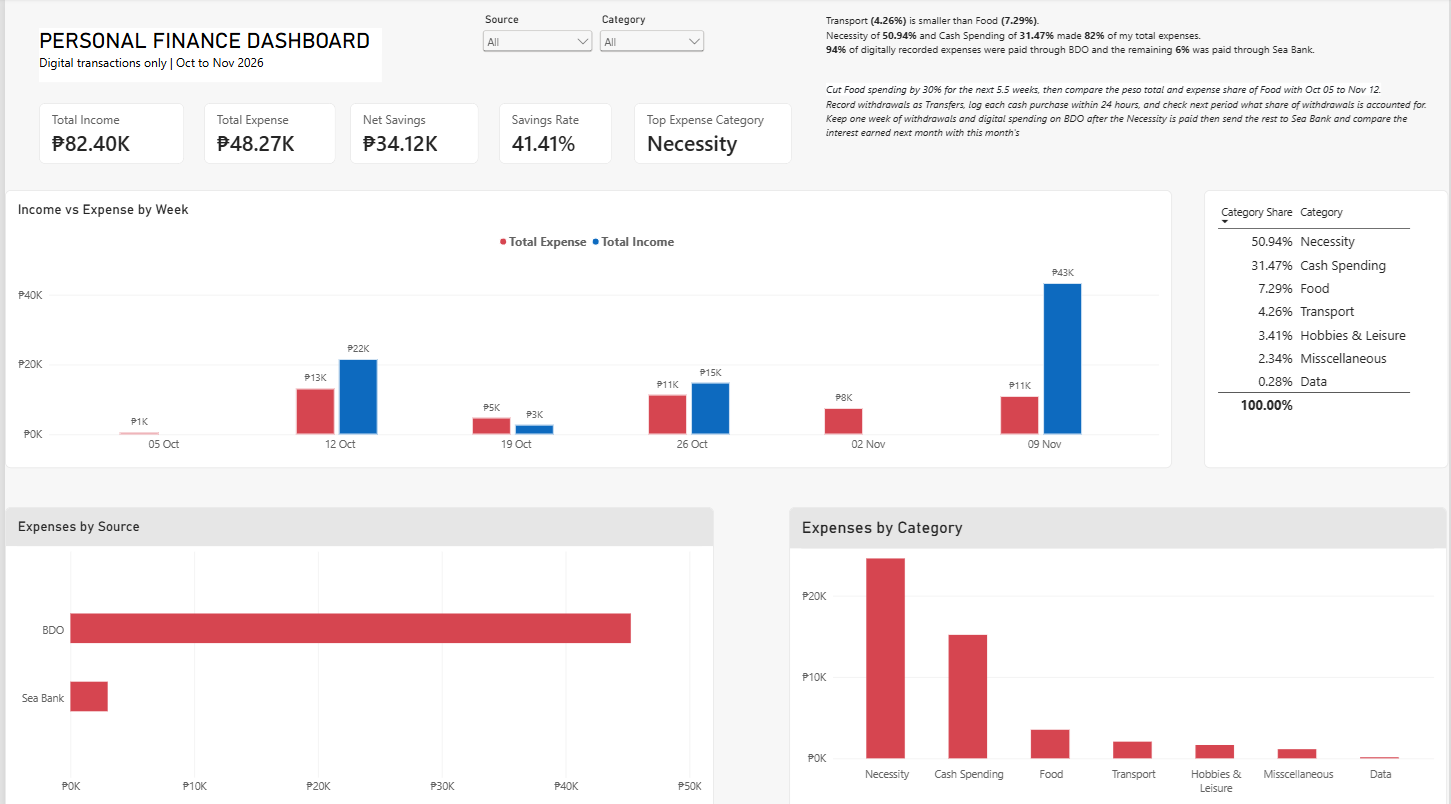 PERSONAL FINANCE DASHBOARD
Digital transactions only | Oct to Nov 2026
Source
All
Category
All
Transport (4.26%) is smaller than Food (7.29%).
Necessity of 50.94% and Cash Spending of 31.47% made 82% of my total expenses.
94% of digitally recorded expenses were paid through BDO and the remaining 6% was paid through Sea Bank.
Cut Food spending by 30% for the next 5.5 weeks, then compare the peso total and expense share of Food with Oct 05 to Nov 12.
Record withdrawals as Transfers, log each cash purchase within 24 hours, and check next period what share of withdrawals is accounted for.
Keep one week of withdrawals and digital spending on BDO after the Necessity is paid then send the rest to Sea Bank and compare the
interest earned next month with this month's
Total Income
₱82.40K
Total Expense
₱48.27K
Net Savings
₱34.12K
Savings Rate
41.41%
Top Expense Category
Necessity
Income vs Expense by Week
Total Expense Total Income
₱40K
₱20K
₱0K
₱1K
₱13K
₱22K
₱5K
₱3K
₱11K
₱15K
₱8K
₱11K
₱43K
05 Oct
12 Oct
19 Oct
26 Oct
02 Nov
09 Nov
Category Share Category
50.94% Necessity
31.47% Cash Spending
7.29% Food
4.26% Transport
3.41% Hobbies & Leisure
2.34% Misscellaneous
0.28% Data
100.00%
Expenses by Source
BDO
Sea Bank
₱0K
₱10K
₱20K
₱30K
₱40K
₱50K
Expenses by Category
₱20K
₱10K
₱0K
Necessity
Cash Spending
Food
Transport
Hobbies &
Leisure
Misscellaneous
Data